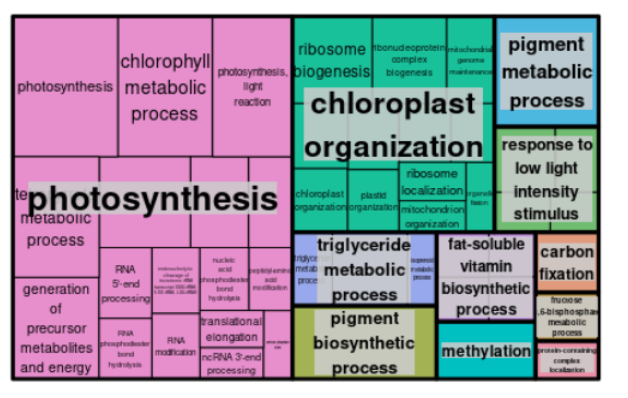 photosynthesis
chlorophyll
metabolic
process
photosynthesis,
light
reaction
photosynthesis
metabolic
process
generation
of
precursor
metabolites
and energy
RNA
5'-end
processing
RNA
phosphodiester
bond
hydrolysis
RNA
modification
nucleic
acid
phosphodiester
bond
hydrolysis
peptidyl-amino
modification
translational
elongation
ncRNA 3'-end
processing
ribosome
biogenesis
ribonucleoprotein
complex
biogenesis
mitochondrial
genome
maintenance
chloroplast
organization
chloroplast
organization
plastid
organization
ribosome
localization
mitochondrion
organization
organelle
fission
pigment
metabolic
process
response to
low light
intensity
stimulus
triglyceride
metabolic
process
pigment
biosynthetic
process
fat-soluble
vitamin
biosynthetic
process
methylation
carbon
fixation
fructose
,6-bisphosphate
metabolic
process
protein-containing
complex
localization